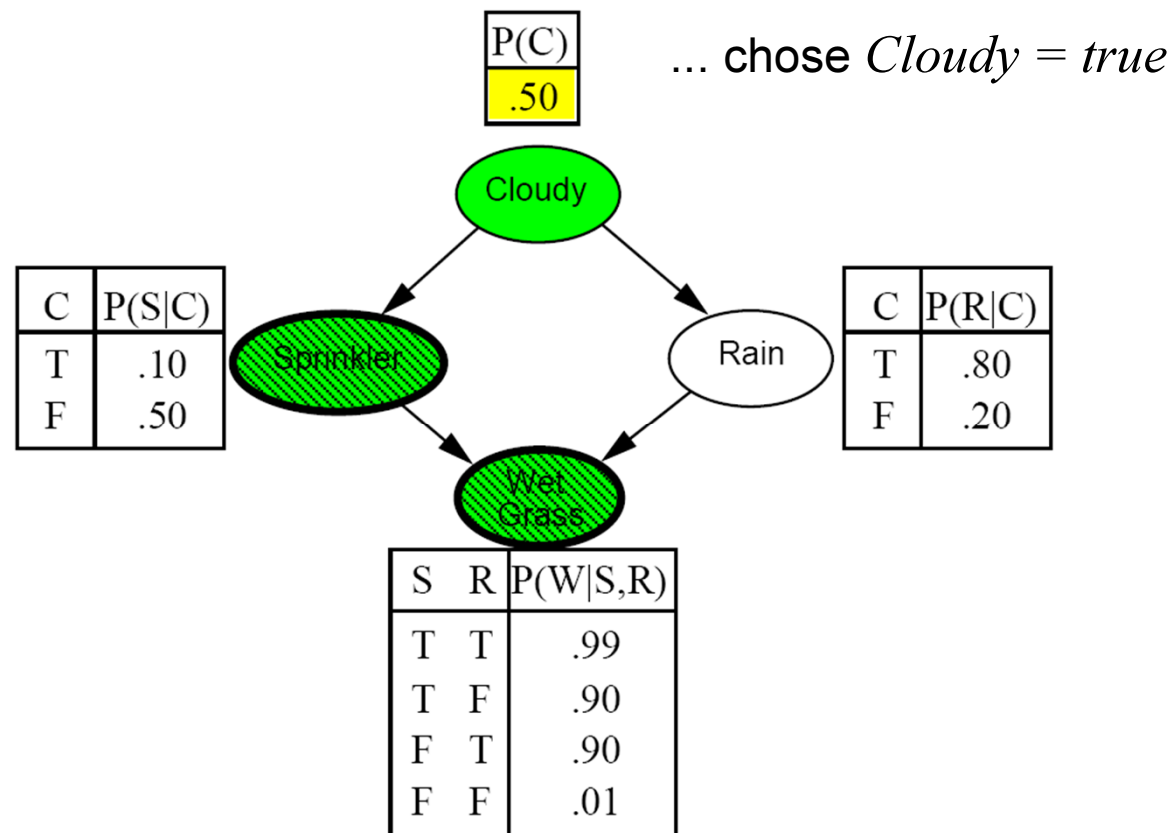 P(C)
.50
... chose Cloudy = true
Cloudy
C P(S|C)
T .10
F .50
Sprinkler
Rain
C P(R|C)
T .80
F .20
Wet
Grass
S R P(W|S,R)
T T .99
T F .90
F T .90
F F .01